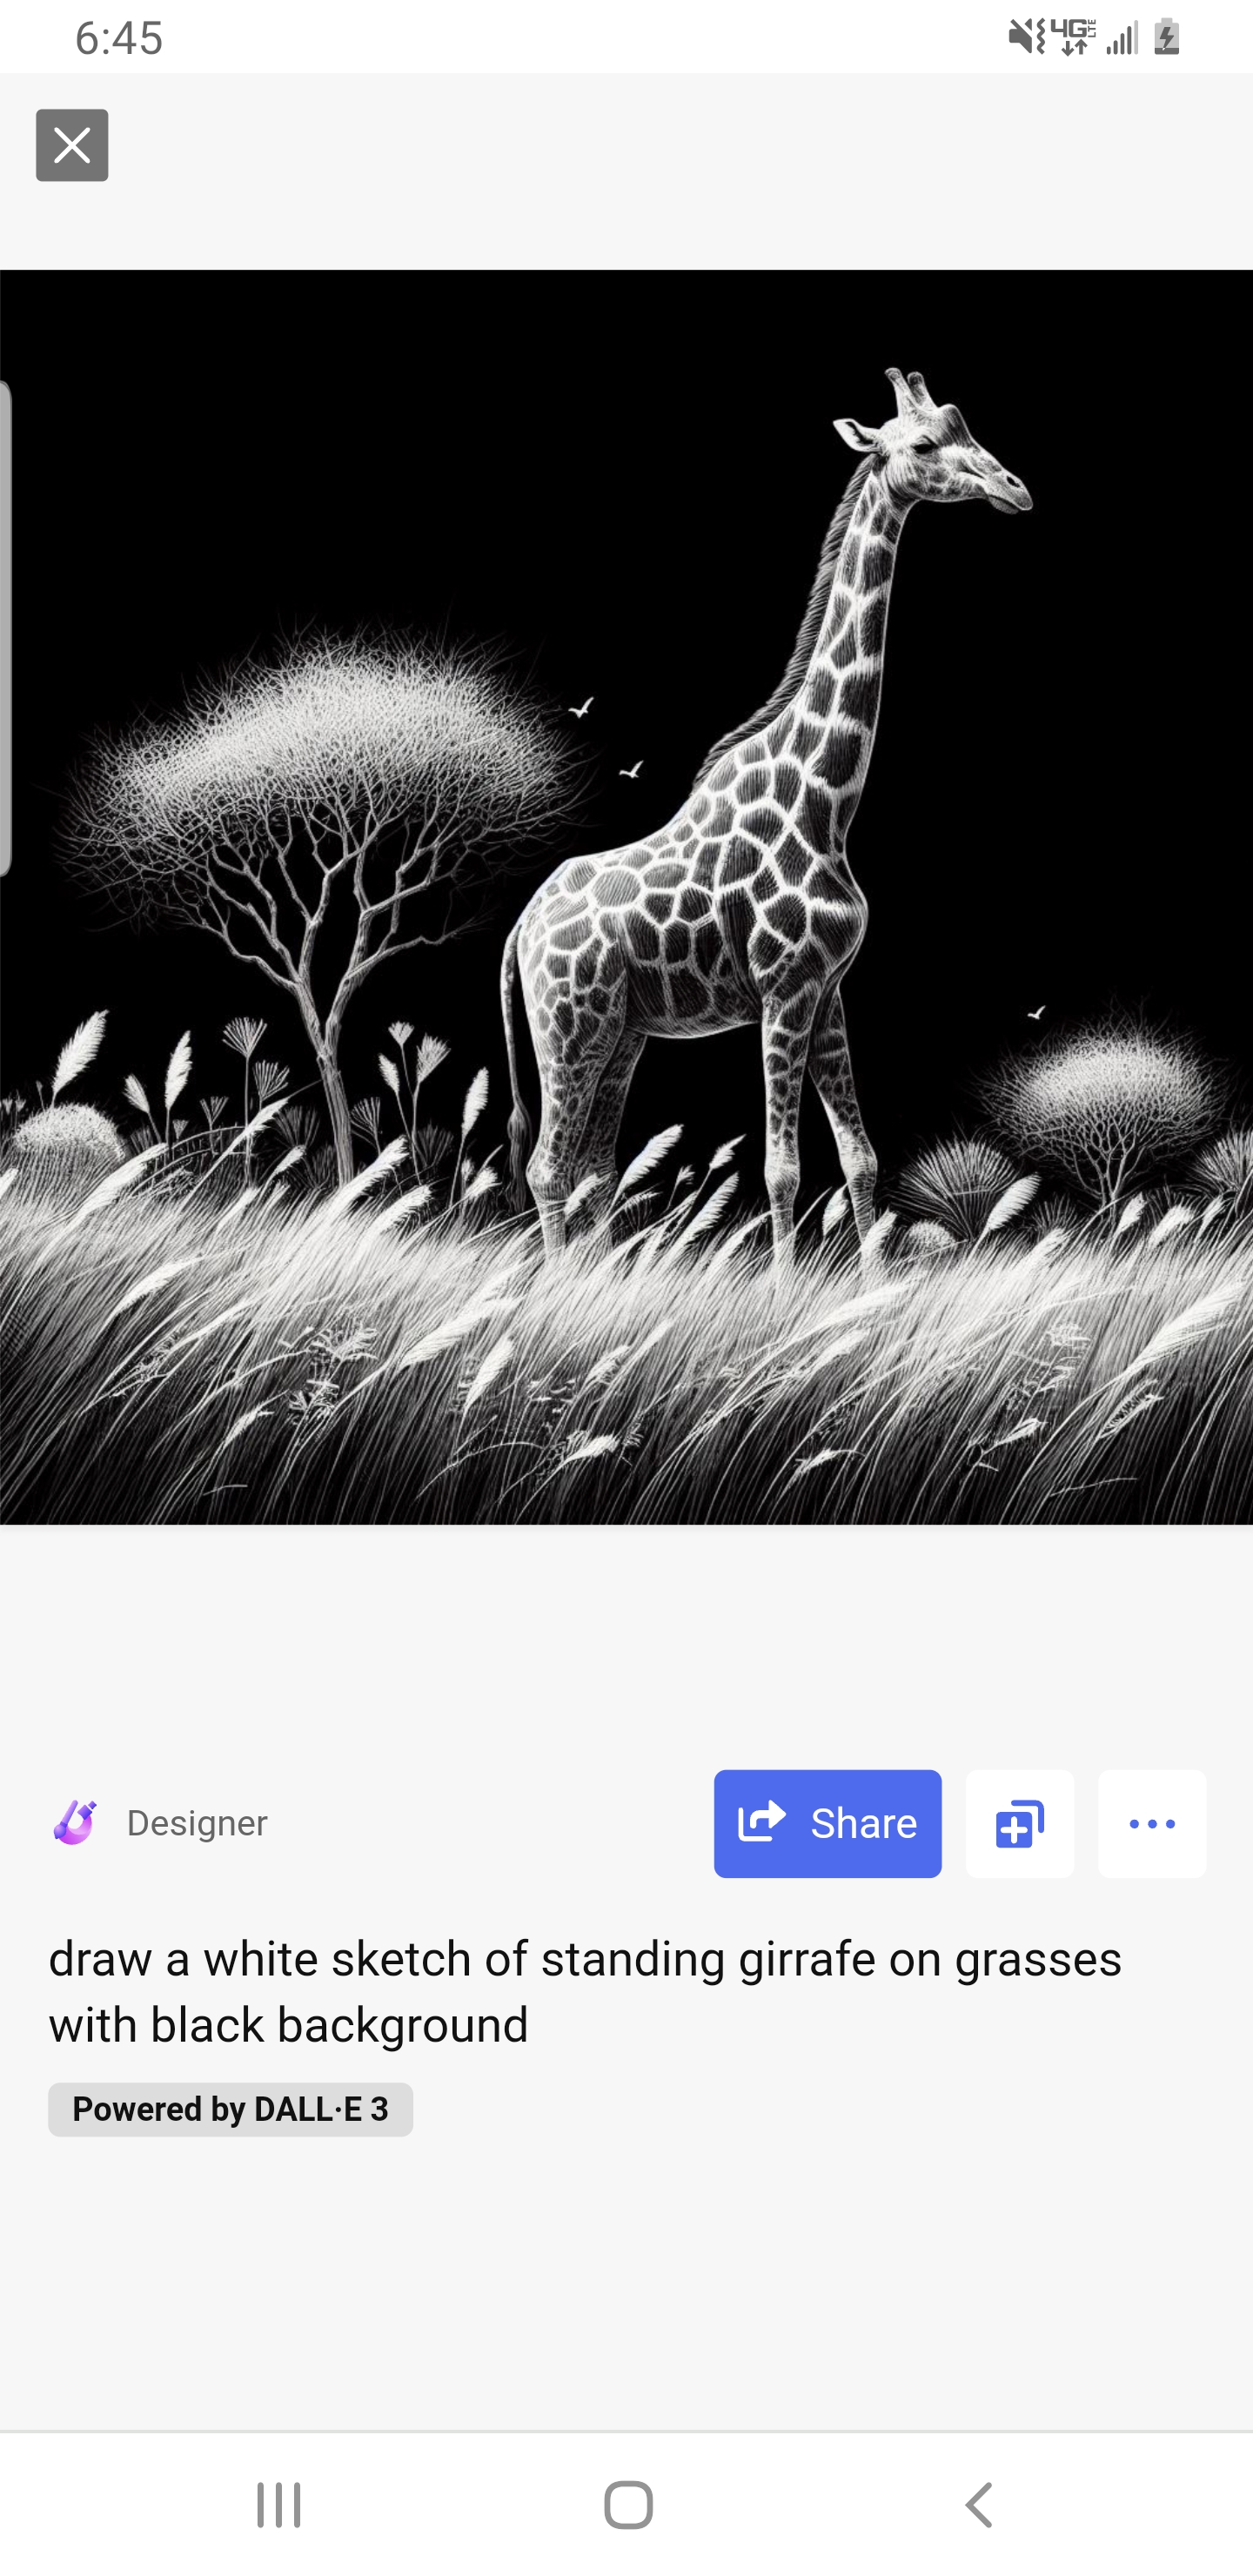 6:45
4G LTE
Designer
Share
draw a white sketch of standing girrafe on grasses
with black background
Powered by DALL·E 3